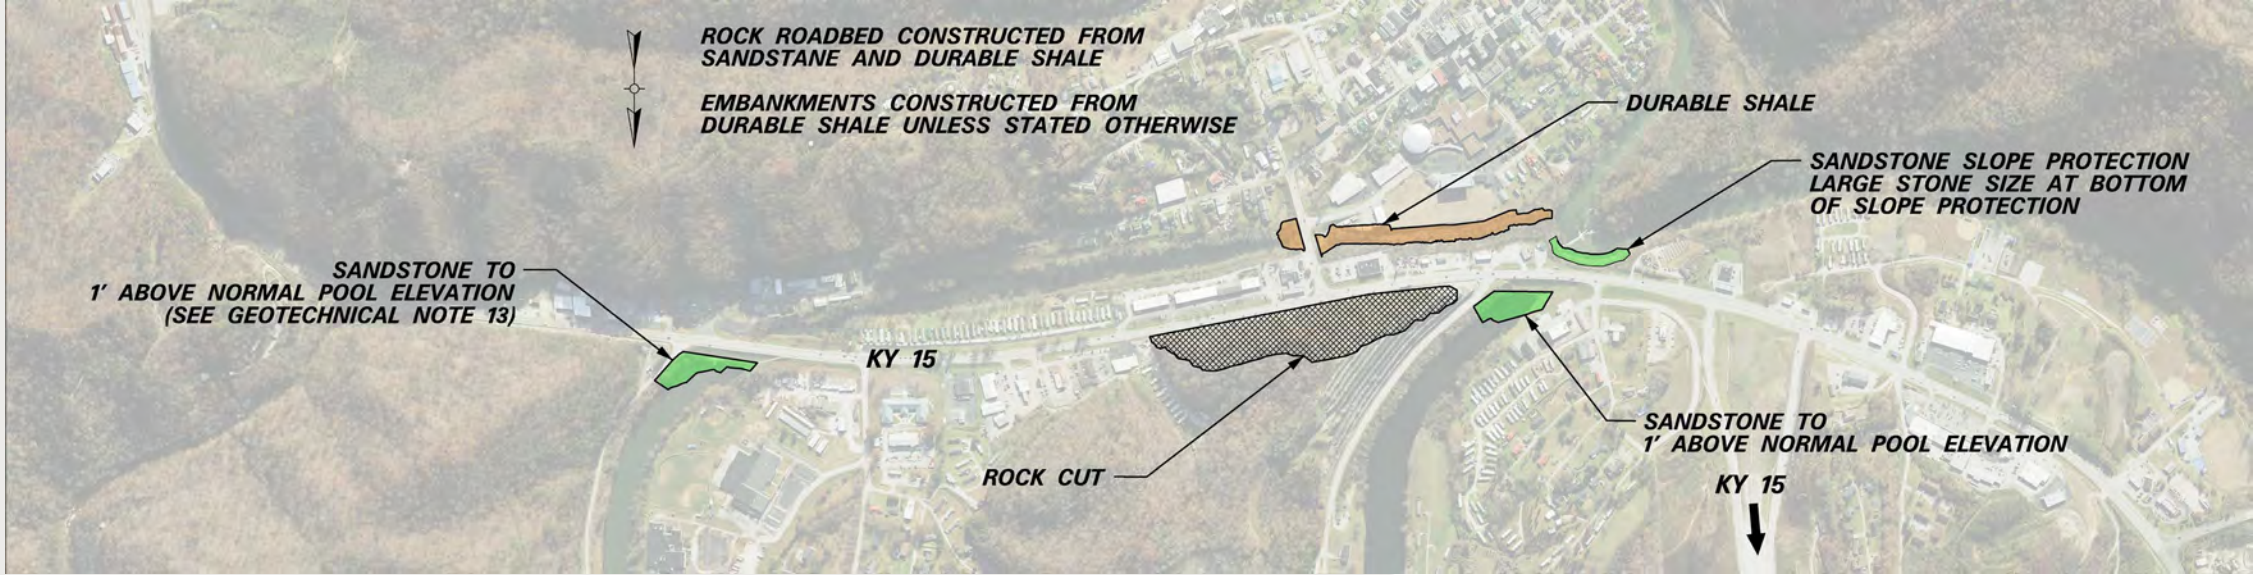 ROCK ROADBED CONSTRUCTED FROM
SANDSTANE AND DURABLE SHALE
EMBANKMENTS CONSTRUCTED FROM
DURABLE SHALE UNLESS STATED OTHERWISE
DURABLE SHALE
SANDSTONE SLOPE PROTECTION
LARGE STONE SIZE AT BOTTOM
OF SLOPE PROTECTION
SANDSTONE TO
1' ABOVE NORMAL POOL ELEVATION
(SEE GEOTECHNICAL NOTE 13)
KY 15
ROCK CUT
SANDSTONE TO
1' ABOVE NORMAL POOL ELEVATION
KY 15